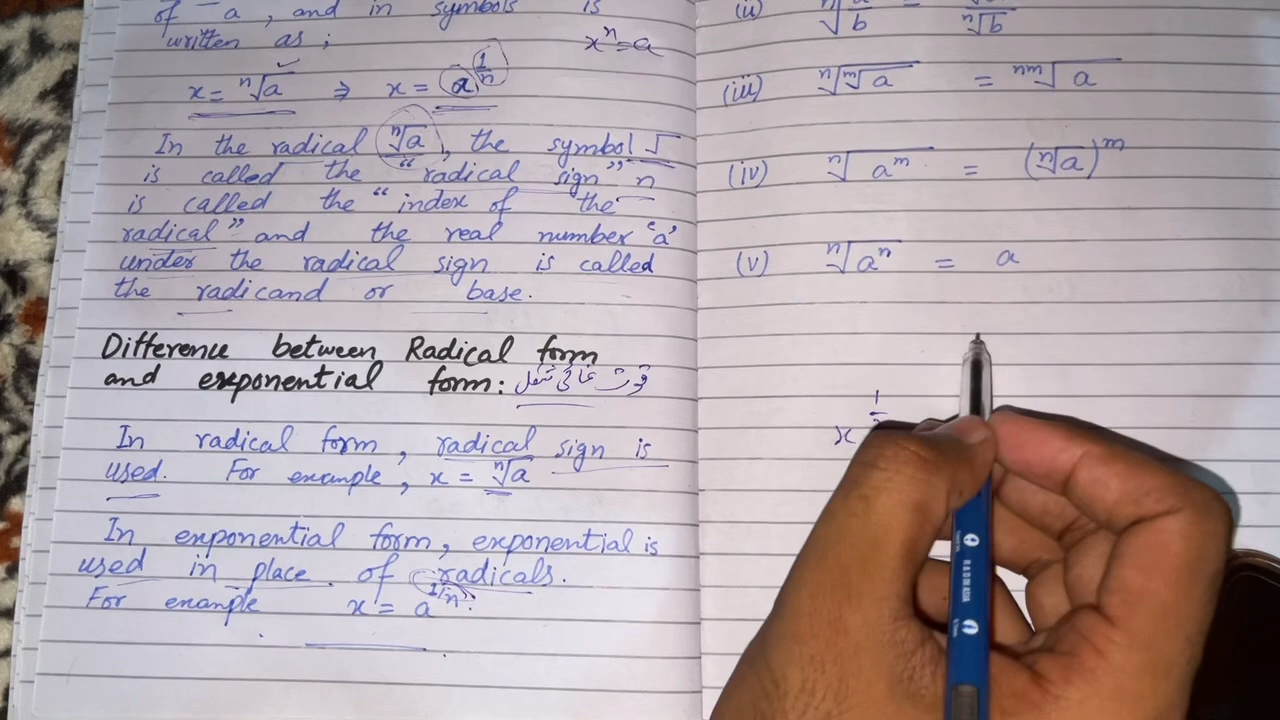 of a, and in symbols is
written as; xⁿ=a
x = ⁿ√a ⇒ x = a^(1/n)
In the radical ⁿ√a, the symbol √
is called the "radical sign" n
is called the "index of the
radical" and the real number 'a'
under the radical sign is called
the radicand or base.
Difference between Radical form
and exponential form:
In radical form, radical sign is
used. For example, x = ⁿ√a
In exponential form, exponential is
used in place of radicals.
For example x = a^(1/n).
(ii)
(iii) ⁿ√(ᵐ√a) = ⁿᵐ√a
(iv) ⁿ√(aᵐ) = (ⁿ√a)ᵐ
(v) ⁿ√(aⁿ) = a
x